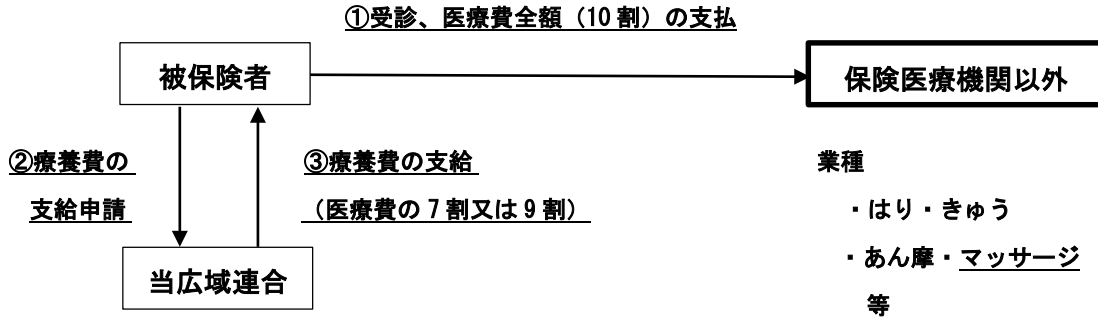 ①受診、医療費全額（10 割）の支払
被保険者
保険医療機関以外
②療養費の
支給申請
③療養費の支給
（医療費の 7 割又は 9 割）
当広域連合
業種
・はり・きゅう
・あん摩・マッサージ
等